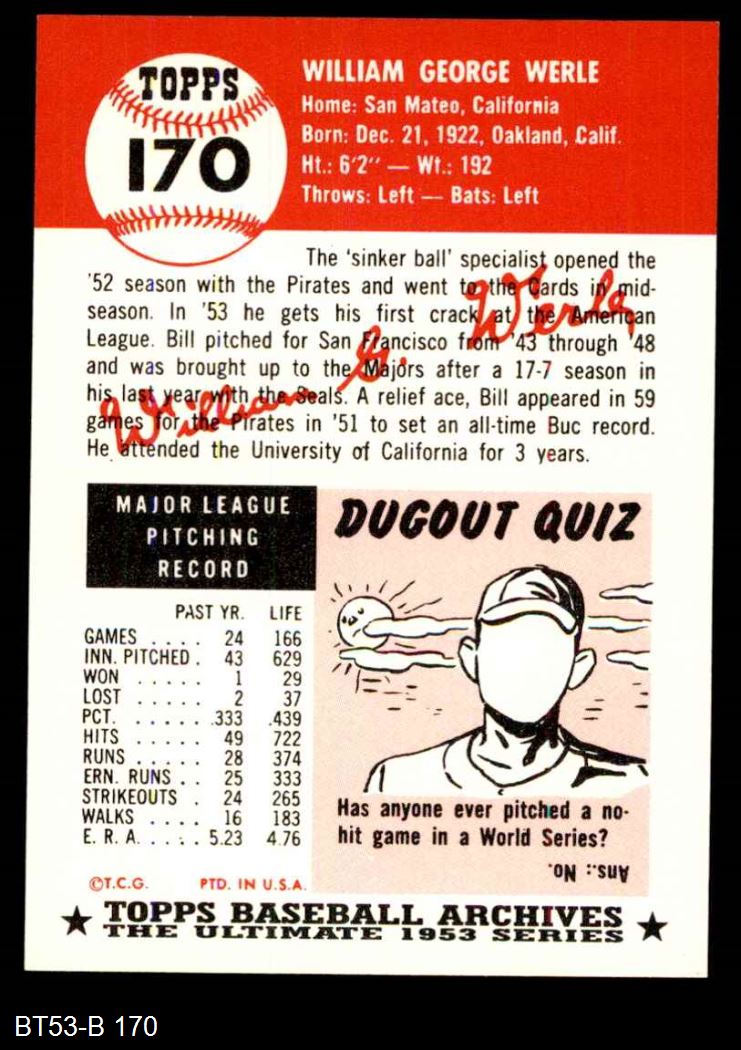 TOPPS
170
WILLIAM GEORGE WERLE
Home: San Mateo, California
Born: Dec. 21, 1922, Oakland, Calif.
Ht.: 6'2" — Wt.: 192
Throws: Left — Bats: Left
The 'sinker ball' specialist opened the
'52 season with the Pirates and went to the Cards in mid-
season. In '53 he gets his first crack at the American
League. Bill pitched for San Francisco from '43 through '48
and was brought up to the Majors after a 17-7 season in
his last year with the Seals. A relief ace, Bill appeared in 59
games for the Pirates in '51 to set an all-time Buc record.
He attended the University of California for 3 years.
William G. Werle
MAJOR LEAGUE
PITCHING
RECORD
PAST YR. LIFE
GAMES . . . . 24 166
INN. PITCHED . 43 629
WON . . . . . 1 29
LOST . . . . . 2 37
PCT. . . . . . .333 .439
HITS . . . . . 49 722
RUNS . . . . . 28 374
ERN. RUNS . . 25 333
STRIKEOUTS . 24 265
WALKS . . . . 16 183
E. R. A. . . . . 5.23 4.76
DUGOUT QUIZ
Has anyone ever pitched a no-
hit game in a World Series?
Ans.: No.
©T.C.G. PTD. IN U.S.A.
★ TOPPS BASEBALL ARCHIVES ★
THE ULTIMATE 1953 SERIES
BT53-B 170